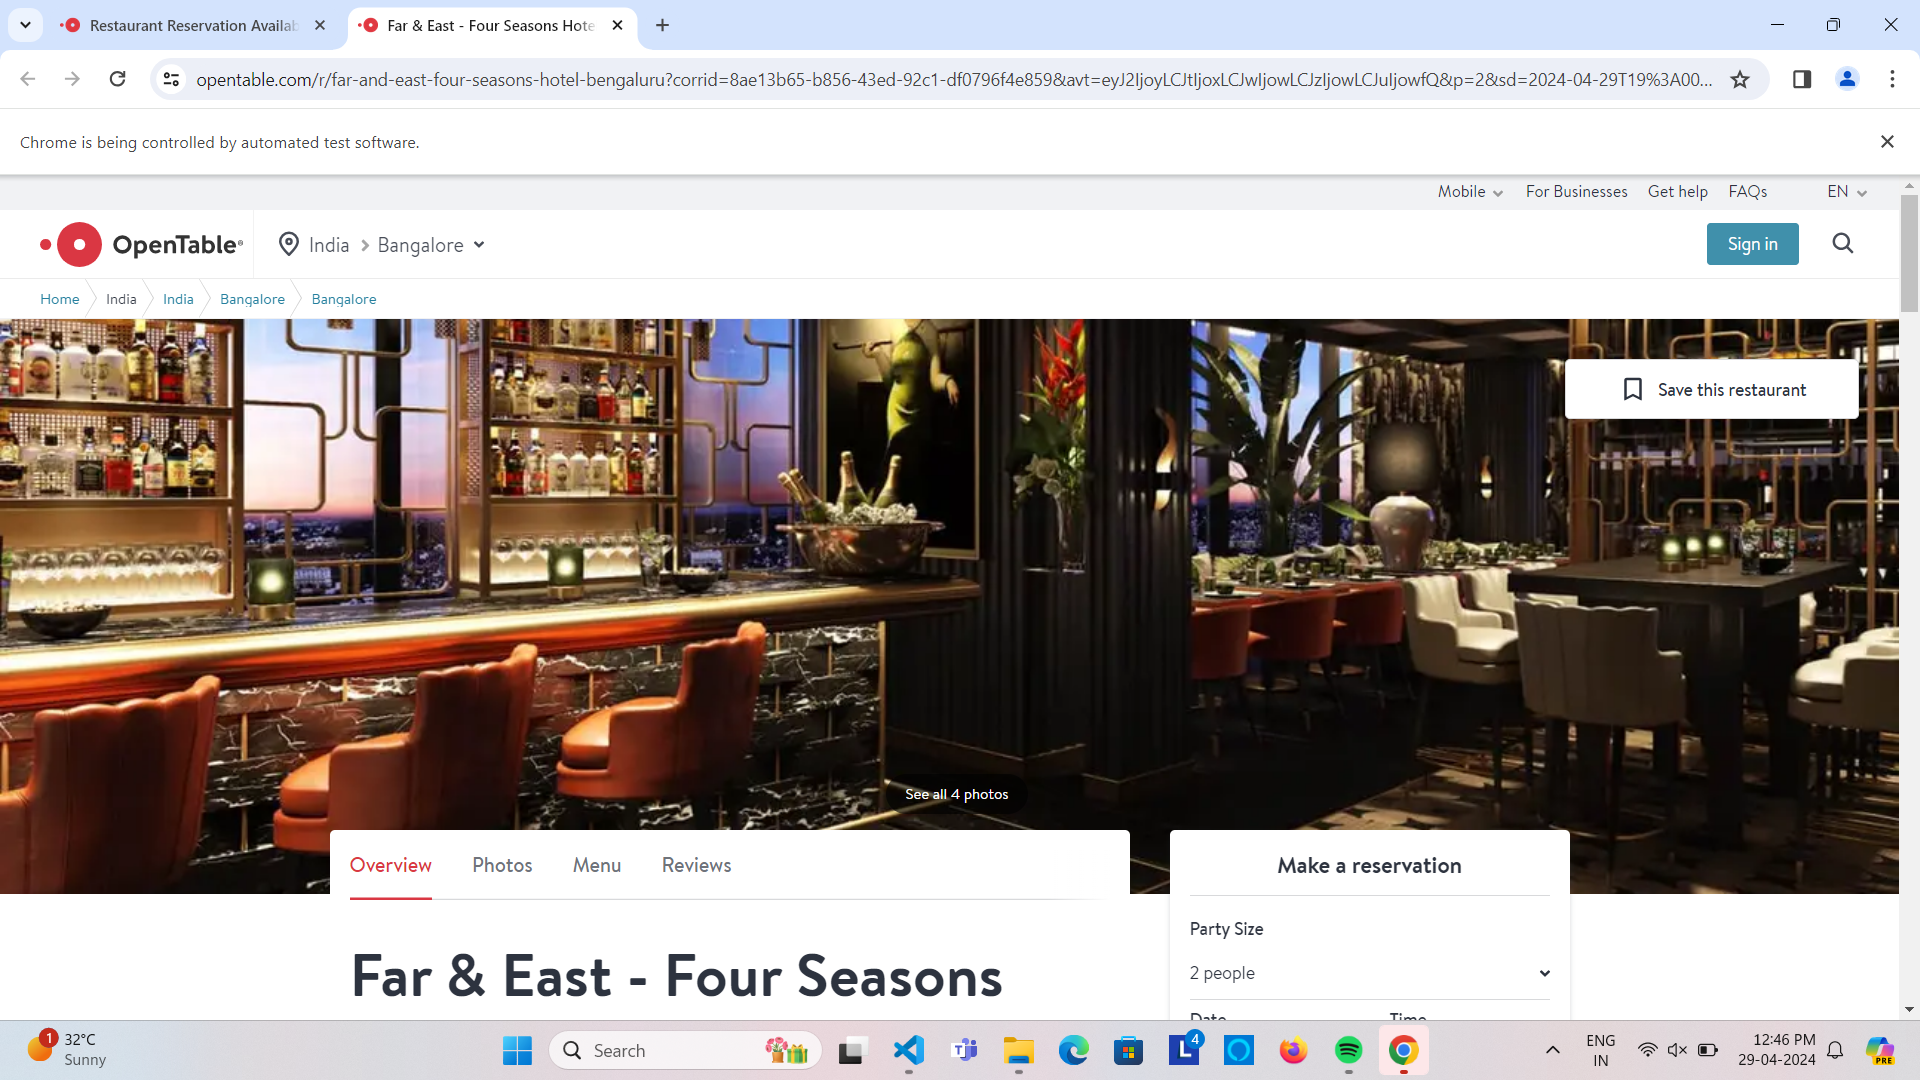 Restaurant Reservation Availab
Far & East - Four Seasons Hote
opentable.com/r/far-and-east-four-seasons-hotel-bengaluru?corrid=8ae13b65-b856-43ed-92c1-df0796f4e859&avt=eyJ2IjoyLCJtIjoxLCJwIjowLCJzIjowLCJuIjowfQ&p=2&sd=2024-04-29T19%3A00...
Chrome is being controlled by automated test software.
Mobile For Businesses Get help FAQs EN
OpenTable® India Bangalore Sign in
Home India India Bangalore Bangalore
Save this restaurant
See all 4 photos
Overview Photos Menu Reviews
Make a reservation
Party Size
2 people
Far & East - Four Seasons
Date Time
1 32°C
Sunny
Search
4
ENG
IN
12:46 PM
29-04-2024
PRE